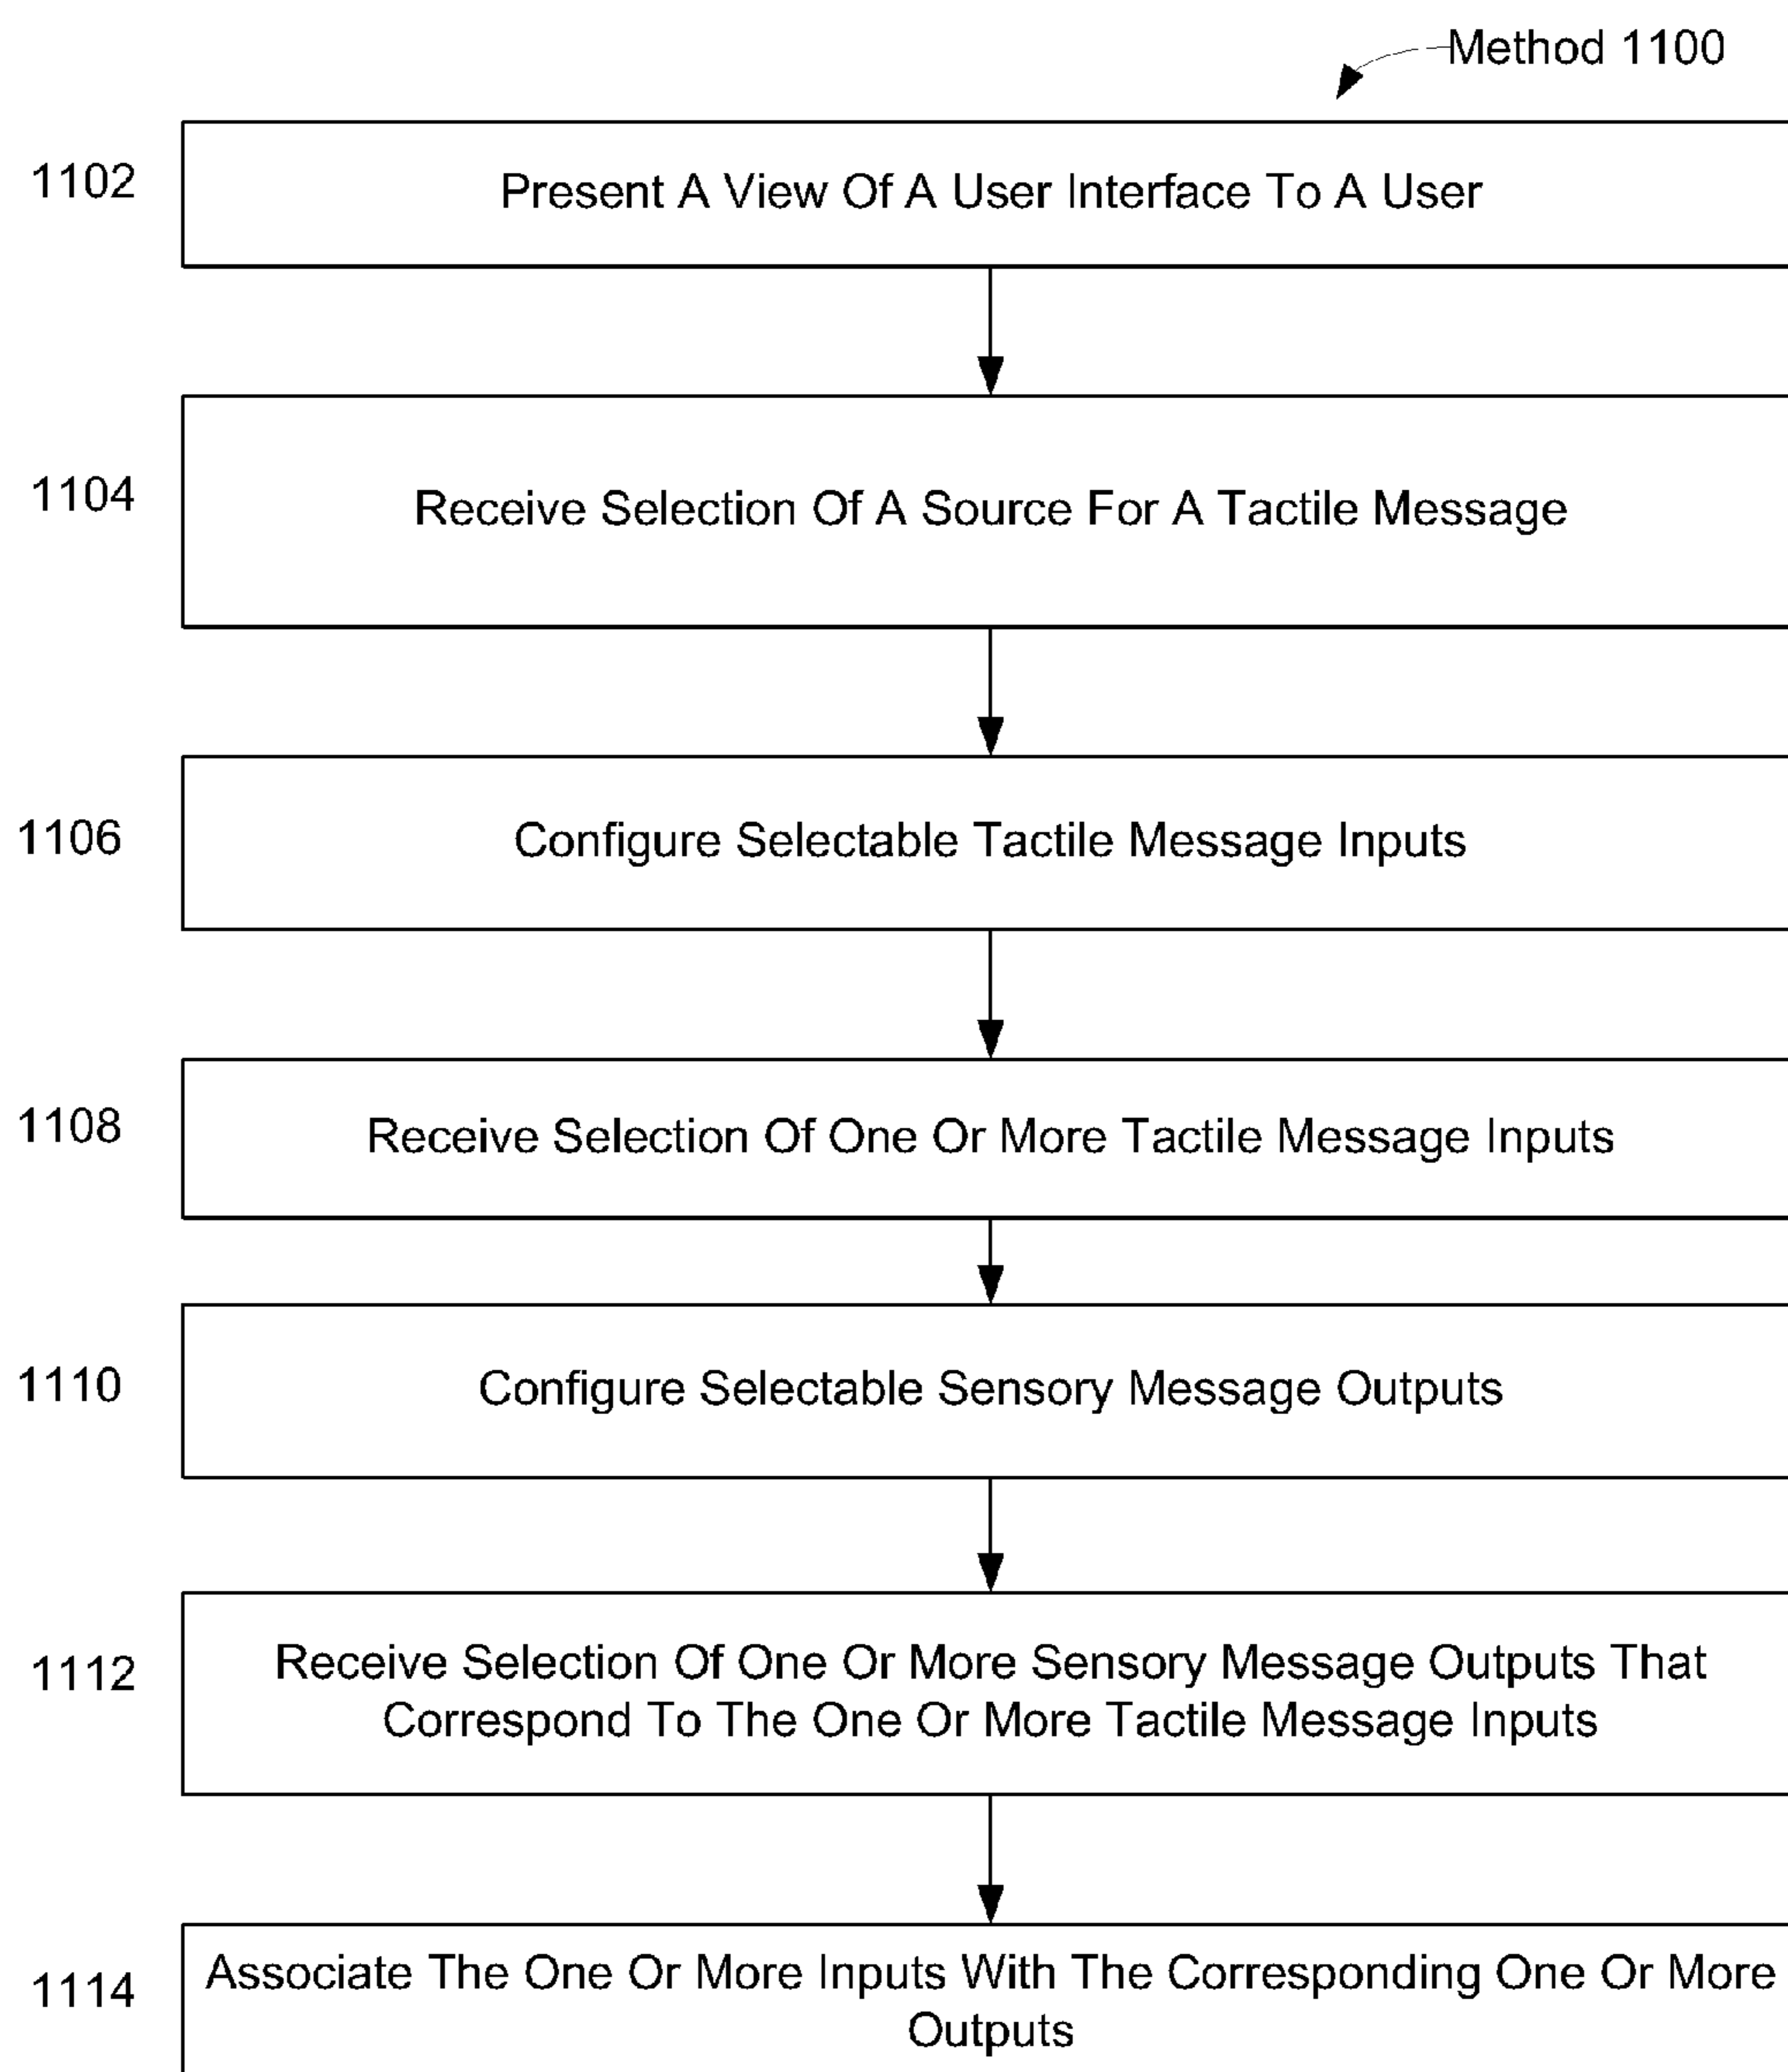 Method 1100
1102
Present A View Of A User Interface To A User
1104
Receive Selection Of A Source For A Tactile Message
1106
Configure Selectable Tactile Message Inputs
1108
Receive Selection Of One Or More Tactile Message Inputs
1110
Configure Selectable Sensory Message Outputs
1112
Receive Selection Of One Or More Sensory Message Outputs That
Correspond To The One Or More Tactile Message Inputs
1114
Associate The One Or More Inputs With The Corresponding One Or More
Outputs